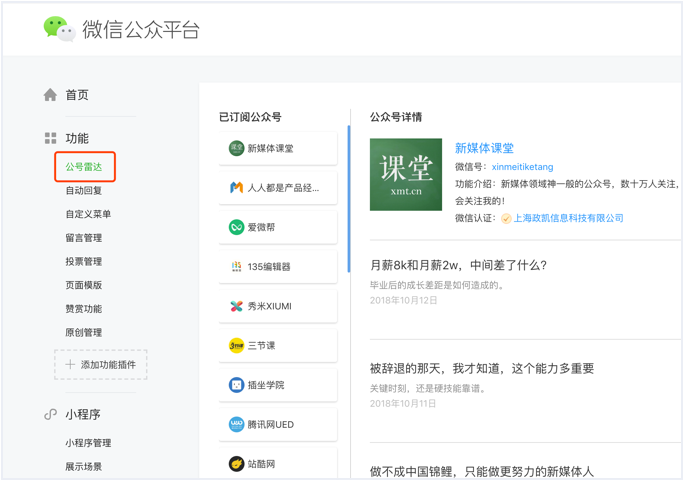 微信公众平台
首页
功能
公号雷达
自动回复
自定义菜单
留言管理
投票管理
页面模版
赞赏功能
原创管理
添加功能插件
小程序
小程序管理
展示场景
已订阅公众号
课堂
新媒体课堂
人人都是产品经...
爱微帮
135编辑器
秀米XIUMI
三节课
插坐学院
腾讯网UED
站酷网
公众号详情
课堂
xmt.cn
新媒体课堂
微信号：xinmeitiketang
功能介绍：新媒体领域神一般的公众号，数十万人关注，
会关注我的！
微信认证：上海政凯信息科技有限公司
月薪8k和月薪2w，中间差了什么？
毕业后的成长差距是如何造成的。
2018年10月12日
被辞退的那天，我才知道，这个能力多重要
关键时刻，还是硬技能靠谱。
2018年10月11日
做不成中国锦鲤，只能做更努力的新媒体人